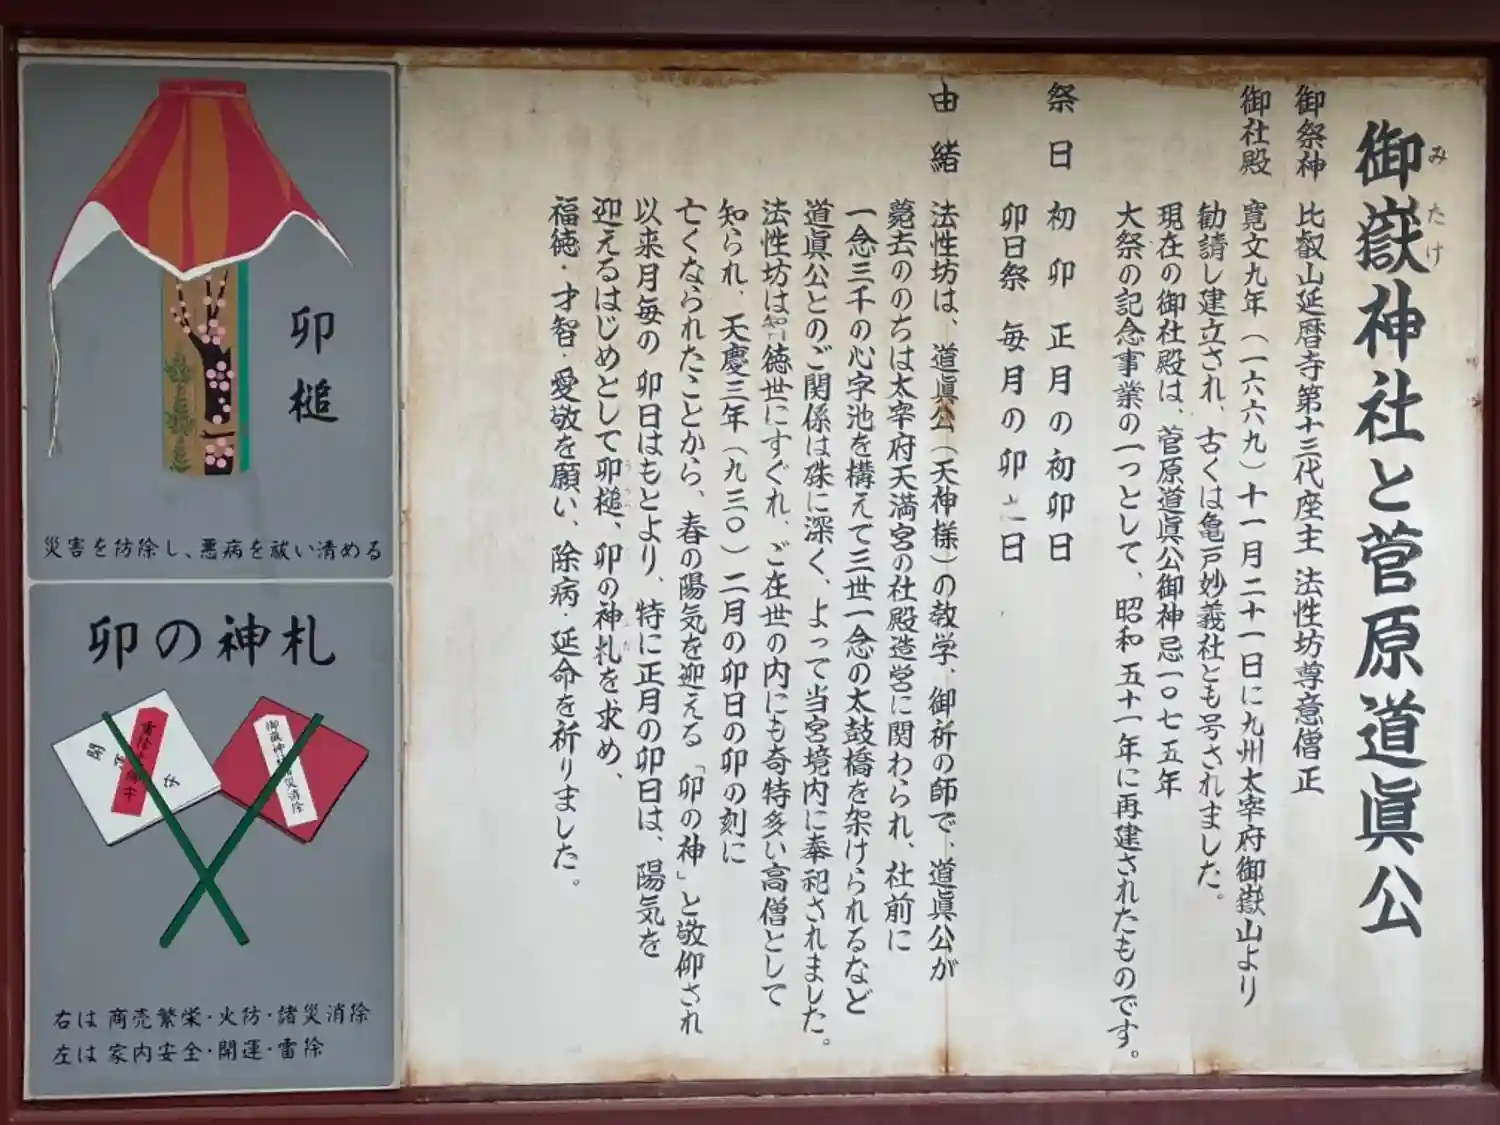 御嶽神社と菅原道眞公
みたけ
御祭神 比叡山延暦寺第十三代座主 法性坊尊意僧正
御社殿 寛文九年(一六六九)十一月二十一日に九州太宰府御嶽山より
勧請し建立され、古くは亀戸妙義社とも号されました。
現在の御社殿は、菅原道眞公御神忌一〇七五年
大祭の記念事業の一つとして、昭和五十一年に再建されたものです。
祭日 初卯 正月の初卯日
卯日祭 毎月の卯之日
由緒 法性坊は、道眞公(天神様)の教学、御祈の師で、道眞公が
薨去ののちは太宰府天満宮の社殿造営に関わられ、社前に
一念三千の心字池を構えて三世一念の太鼓橋を架けられるなど
道眞公とのご関係は殊に深く、よって当宮境内に奉祀されました。
法性坊は智徳世にすぐれ、ご在世の内にも奇特多い高僧として
知られ、天慶三年(九三〇)二月の卯日の卯の刻に
亡くなられたことから、春の陽気を迎える「卯の神」と敬仰され
以来月毎の卯日はもとより、特に正月の卯日は、陽気を
迎えるはじめとして卯槌、卯の神札を求め、
福徳・才智・愛敬を願い、除病・延命を祈りました。
卯槌
災害を防除し、悪病を祓い清める
卯の神札
右は 商売繁栄・火防・諸災消除
左は 家内安全・開運・雷除